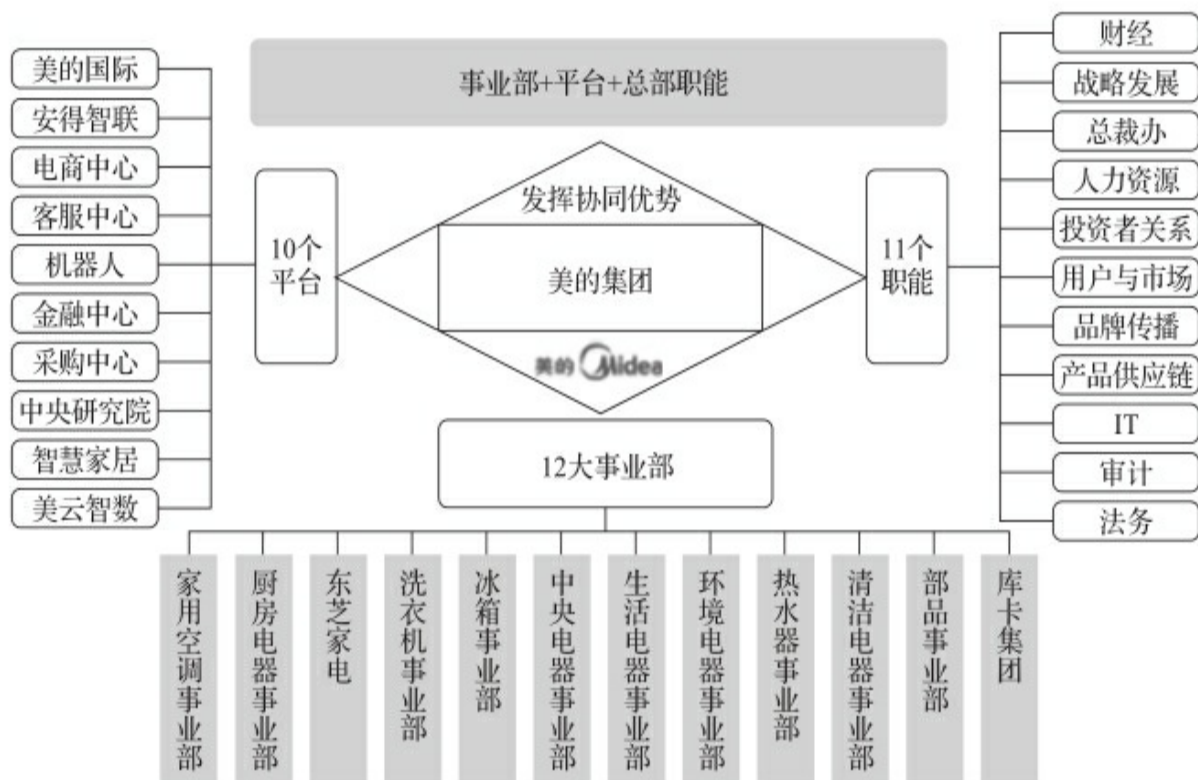 事业部+平台+总部职能
美的国际
安得智联
电商中心
客服中心
机器人
金融中心
采购中心
中央研究院
智慧家居
美云智数
10个
平台
发挥协同优势
美的集团
美的 Midea
11个
职能
财经
战略发展
总裁办
人力资源
投资者关系
用户与市场
品牌传播
产品供应链
IT
审计
法务
12大事业部
家用空调事业部
厨房电器事业部
东芝家电
洗衣机事业部
冰箱事业部
中央电器事业部
生活电器事业部
环境电器事业部
热水器事业部
清洁电器事业部
部品事业部
库卡集团